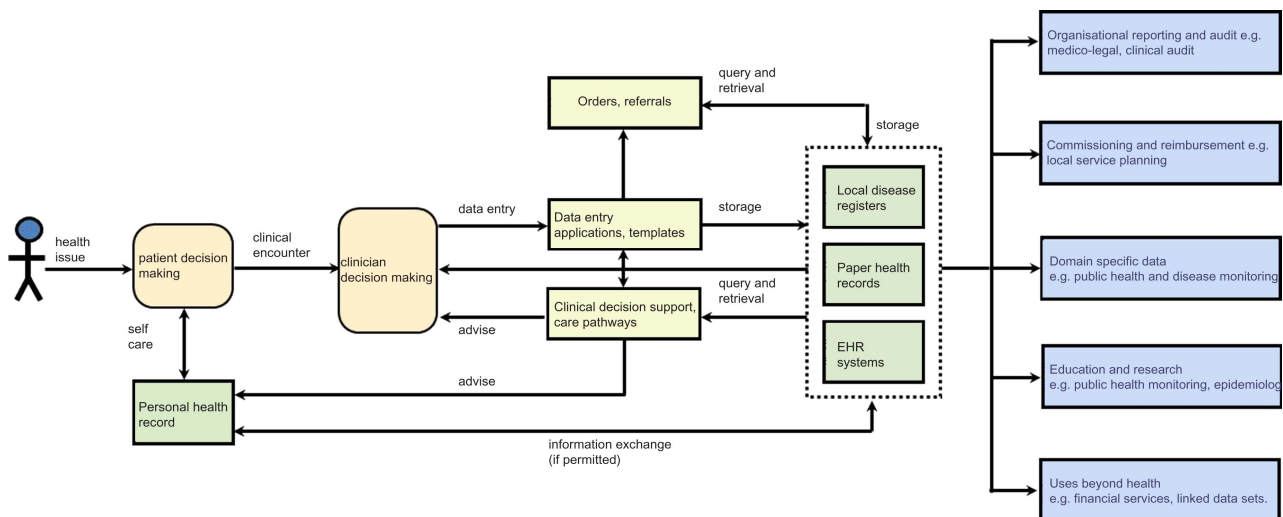 health
issue
patient decision
making
clinical
encounter
self
care
Personal health
record
clinician
decision making
data entry
advise
advise
information exchange
(if permitted)
Orders, referrals
Data entry
applications, templates
Clinical decision support,
care pathways
query and
retrieval
storage
storage
query and
retrieval
Local disease
registers
Paper health
records
EHR
systems
Organisational reporting and audit e.g.
medico-legal, clinical audit
Commissioning and reimbursement e.g.
local service planning
Domain specific data
e.g. public health and disease monitoring
Education and research
e.g. public health monitoring, epidemiolog
Uses beyond health
e.g. financial services, linked data sets.